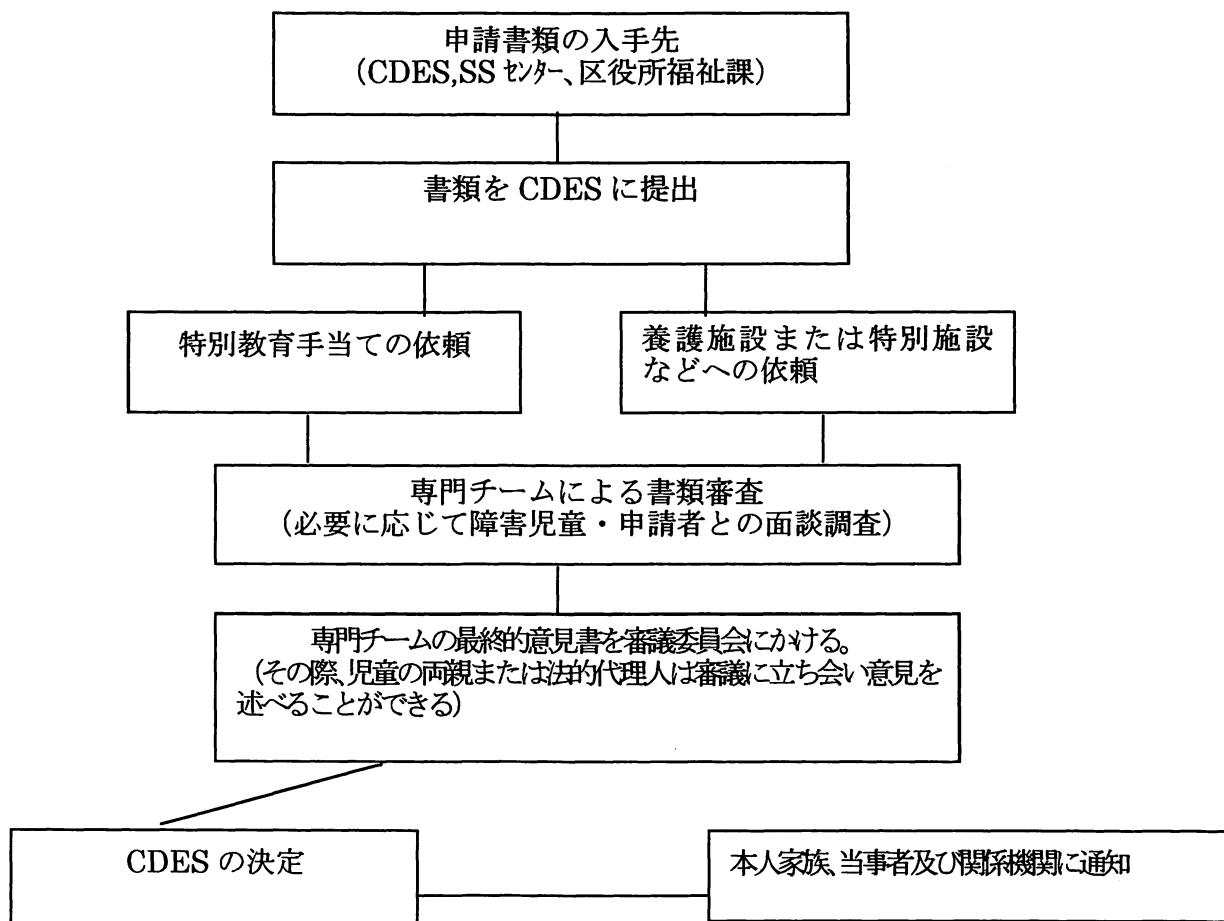 申請書類の入手先
(CDES,SS ｾﾝﾀｰ、区役所福祉課)
書類を CDES に提出
特別教育手当ての依頼
養護施設または特別施設
などへの依頼
専門チームによる書類審査
(必要に応じて障害児童・申請者との面談調査)
専門チームの最終的意見書を審議委員会にかける。
(その際、児童の両親または法的代理人は審議に立ち会い意見を
述べることができる)
CDES の決定
本人家族、当事者及び関係機関に通知